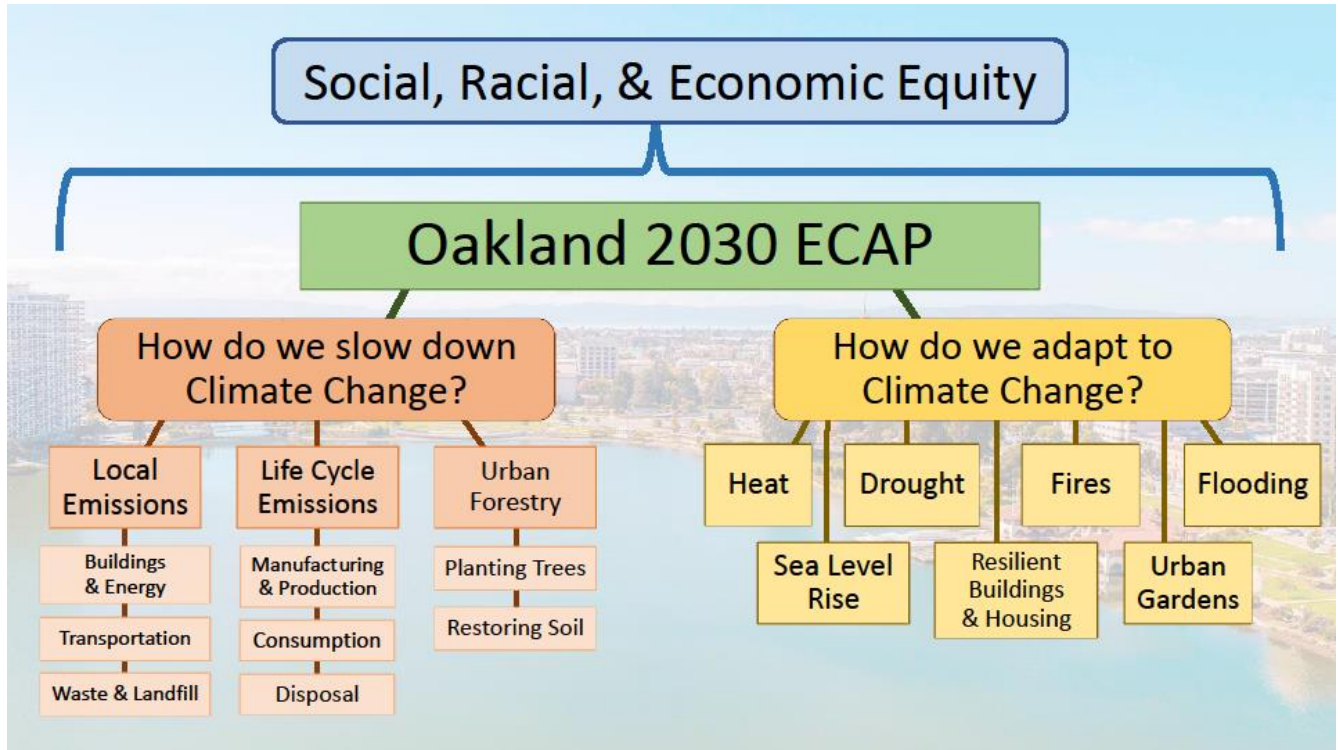 Social, Racial, & Economic Equity
Oakland 2030 ECAP
How do we slow down
Climate Change?
Local
Emissions
Buildings
& Energy
Transportation
Waste & Landfill
Life Cycle
Emissions
Manufacturing
& Production
Consumption
Disposal
Urban
Forestry
Planting Trees
Restoring Soil
How do we adapt to
Climate Change?
Heat
Sea Level
Rise
Drought
Resilient
Buildings
& Housing
Fires
Urban
Gardens
Flooding